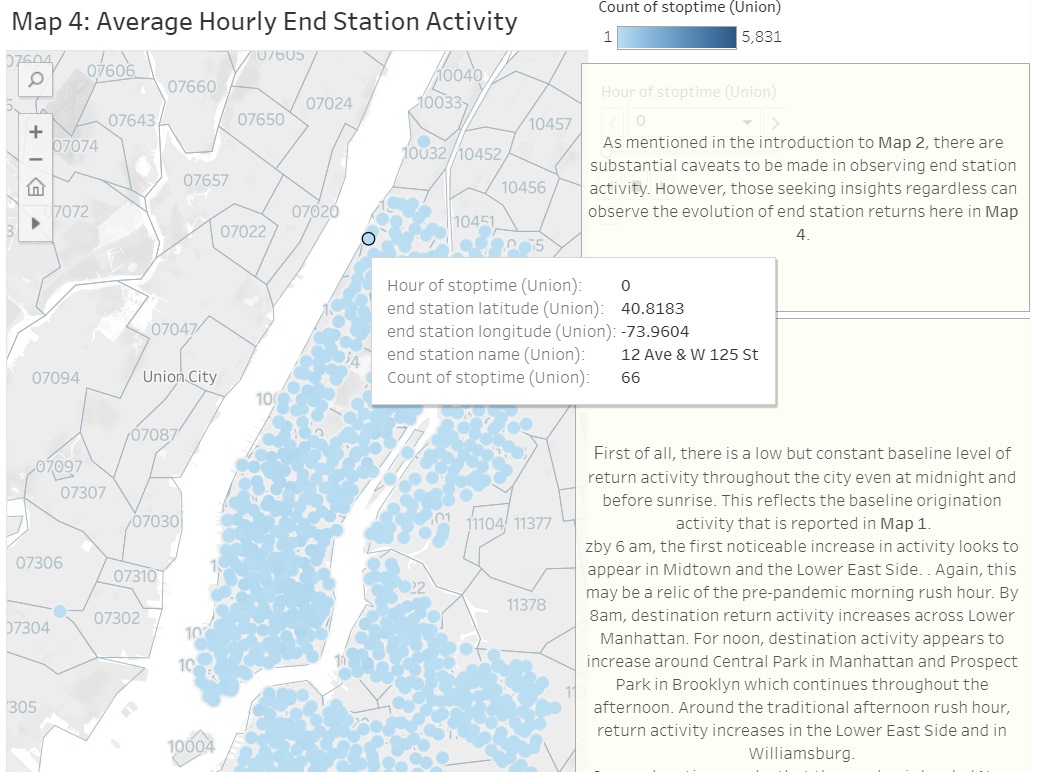 Map 4: Average Hourly End Station Activity
Count of stoptime (Union)
1 5,831
Hour of stoptime (Union)
0
As mentioned in the introduction to Map 2, there are
substantial caveats to be made in observing end station
activity. However, those seeking insights regardless can
observe the evolution of end station returns here in Map
4.
07604
07606
07605
07660
10040
07024
10033
07643
07650
10457
07074
10032
10452
07657
10456
07072
07020
10451
07022
Hour of stoptime (Union): 0
end station latitude (Union): 40.8183
end station longitude (Union): -73.9604
end station name (Union): 12 Ave & W 125 St
Count of stoptime (Union): 66
07047
07094
Union City
07087
07097
07307
07030
11104
11377
07306
07310
11378
07302
07304
10004
First of all, there is a low but constant baseline level of
return activity throughout the city even at midnight and
before sunrise. This reflects the baseline origination
activity that is reported in Map 1.
zby 6 am, the first noticeable increase in activity looks to
appear in Midtown and the Lower East Side. . Again, this
may be a relic of the pre-pandemic morning rush hour. By
8am, destination return activity increases across Lower
Manhattan. For noon, destination activity appears to
increase around Central Park in Manhattan and Prospect
Park in Brooklyn which continues throughout the
afternoon. Around the traditional afternoon rush hour,
return activity increases in the Lower East Side and in
Williamsburg.